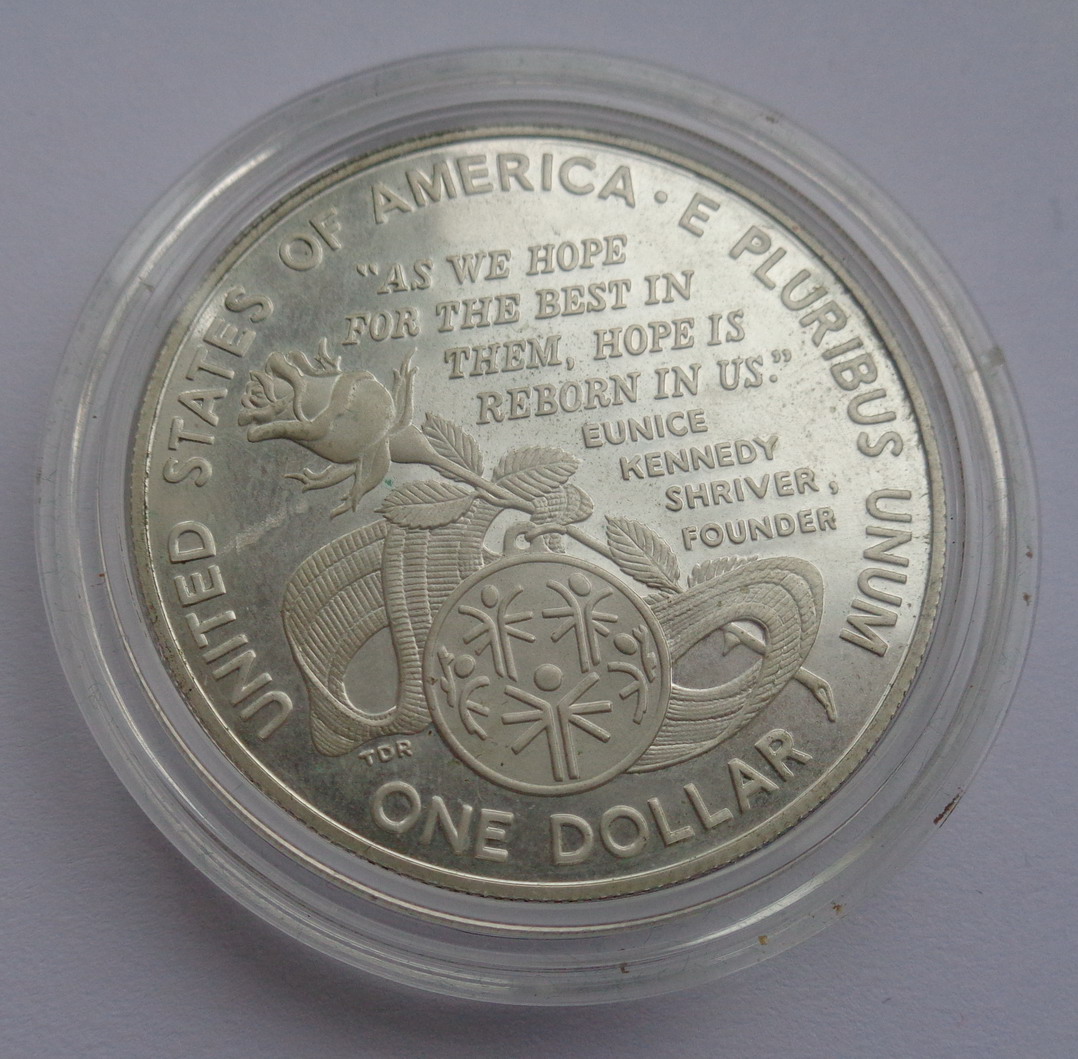 UNITED STATES OF AMERICA · E PLURIBUS UNUM
“AS WE HOPE
FOR THE BEST IN
THEM, HOPE IS
REBORN IN US.”
EUNICE
KENNEDY
SHRIVER,
FOUNDER
TDR
ONE DOLLAR